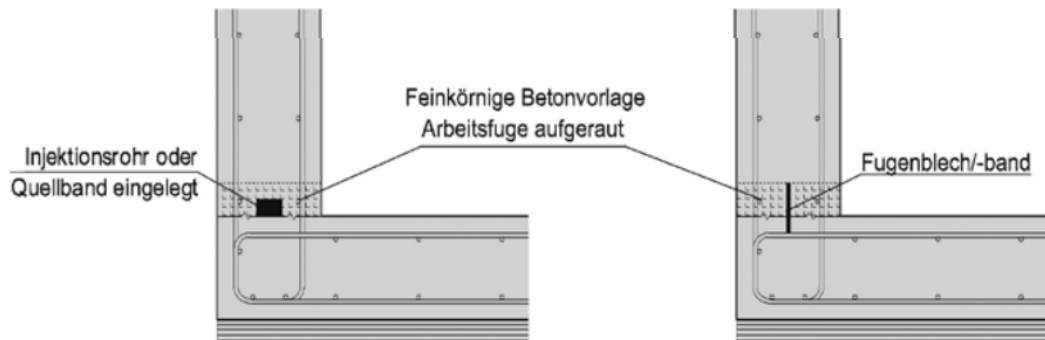 Feinkörnige Betonvorlage
Arbeitsfuge aufgeraut
Injektionsrohr oder
Quellband eingelegt
Fugenblech/-band